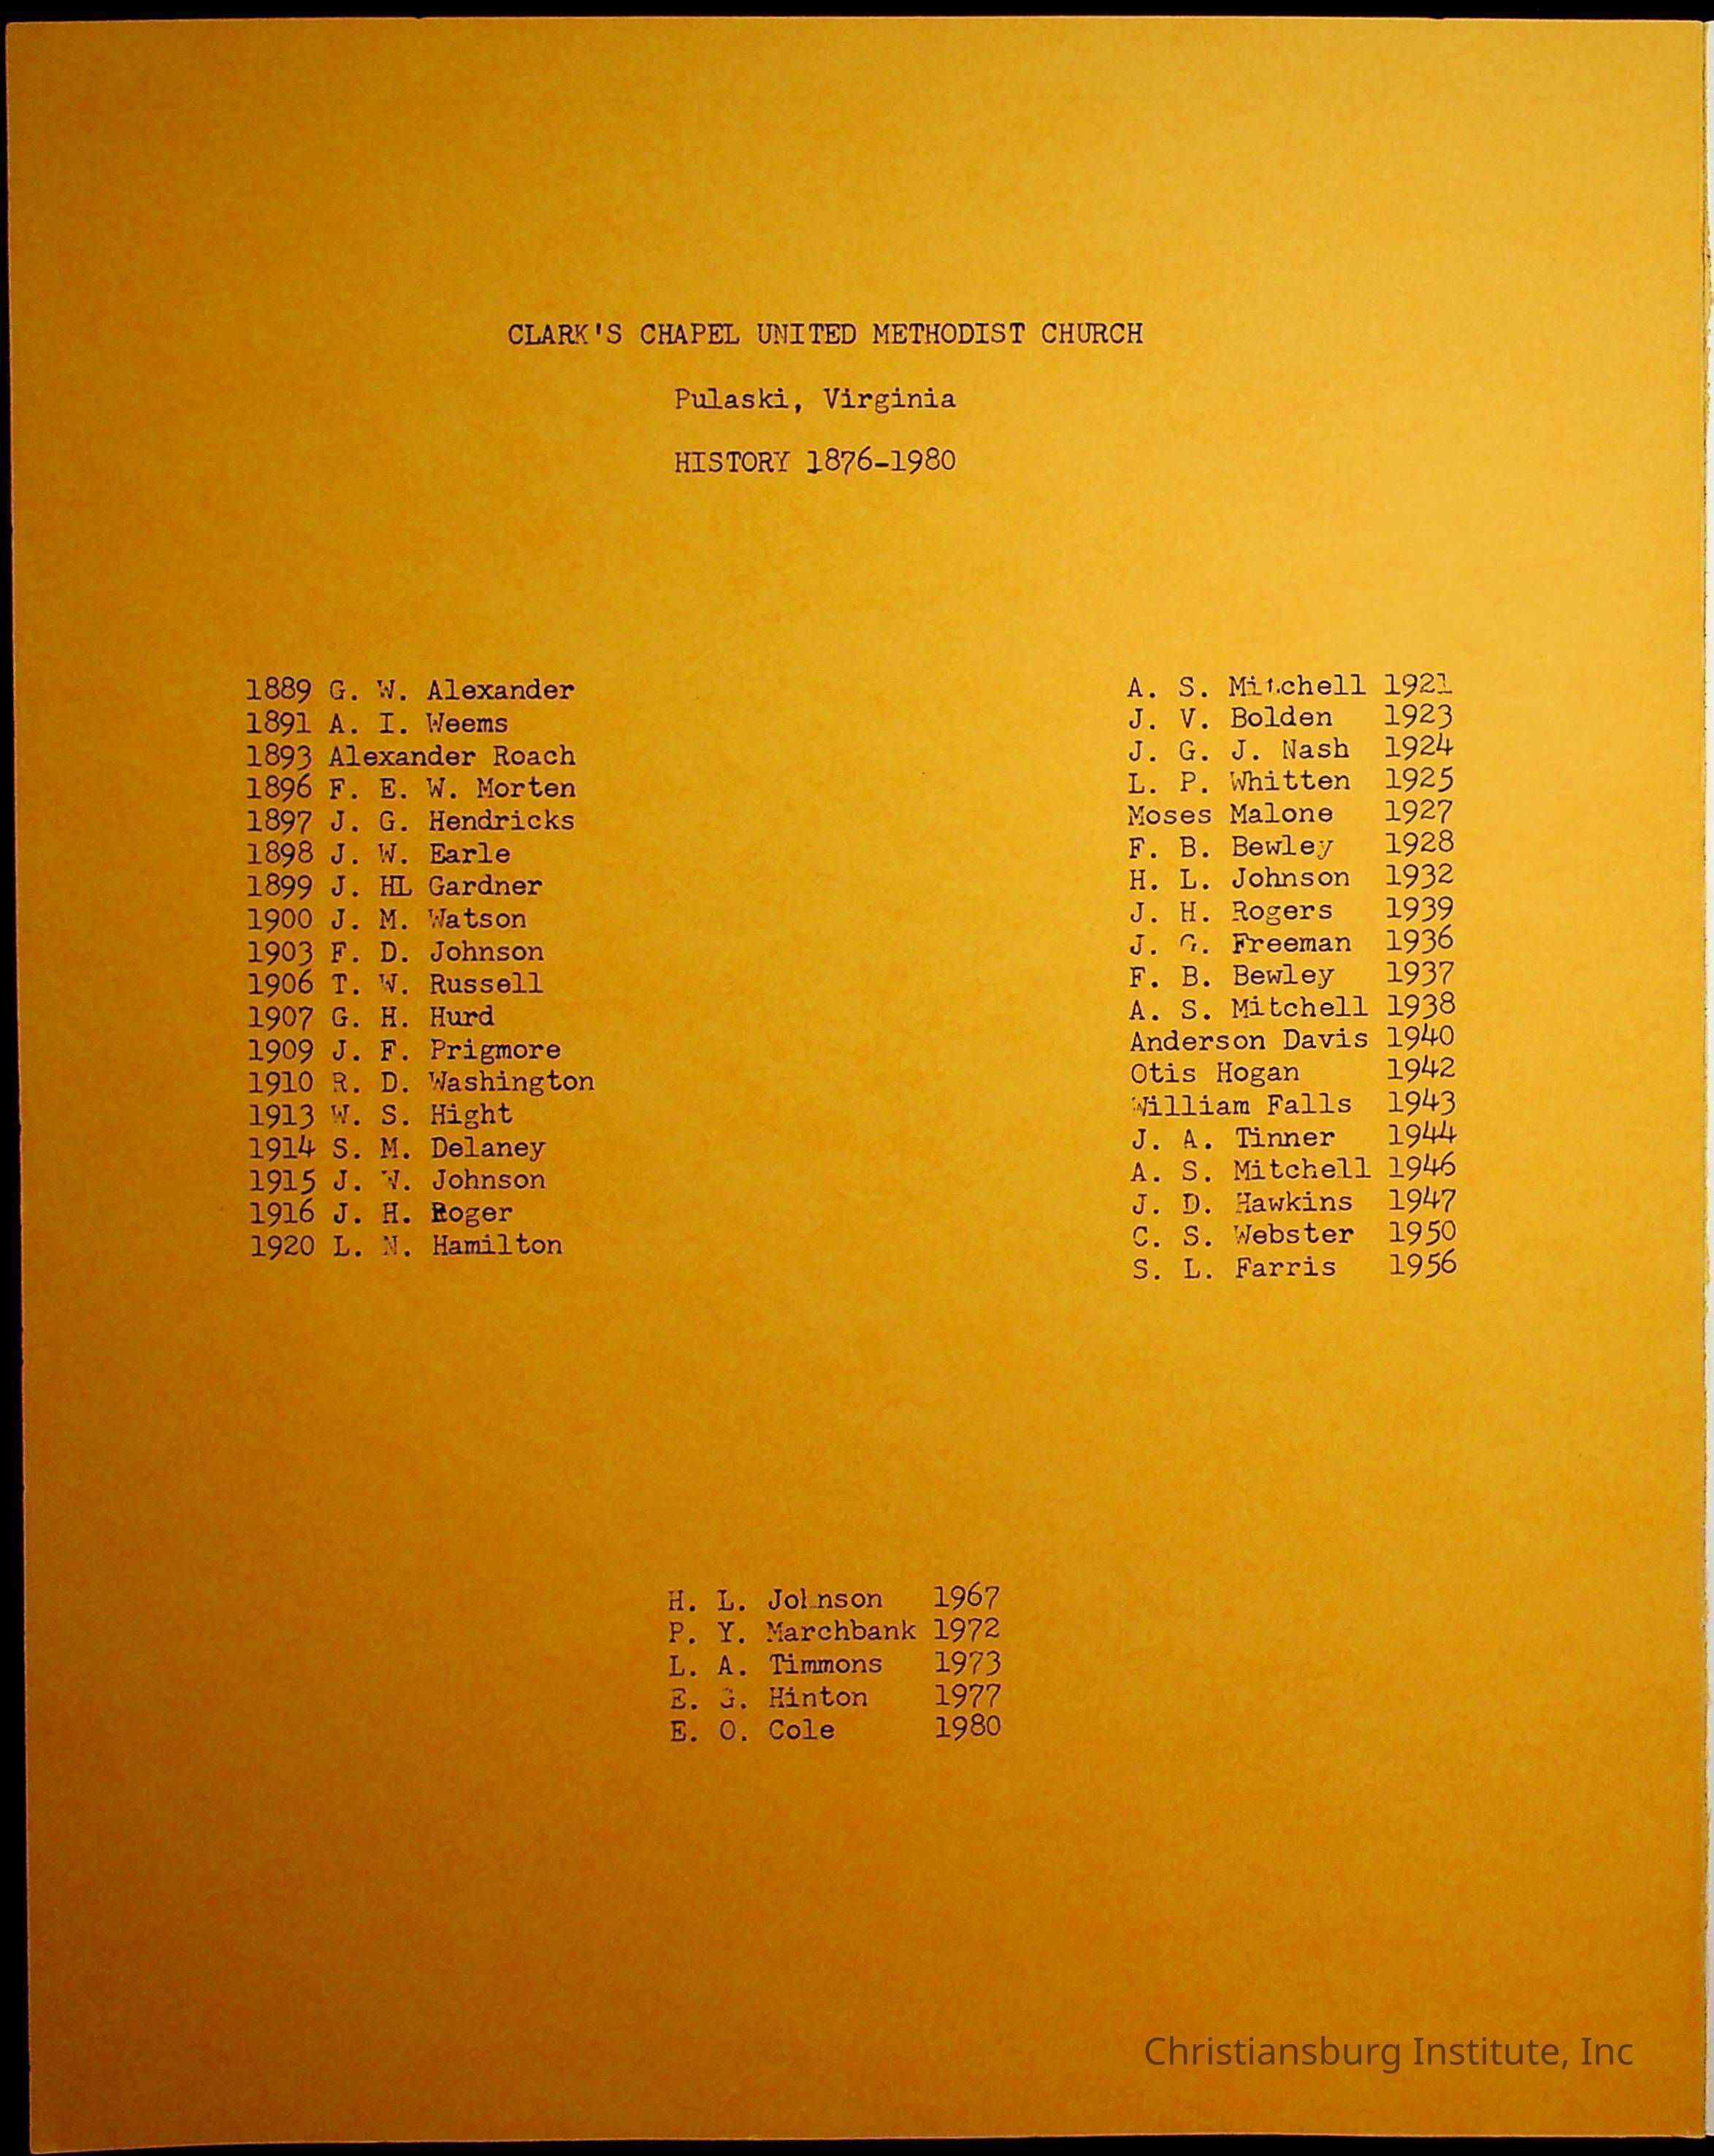 CLARK'S CHAPEL UNITED METHODIST CHURCH
Pulaski, Virginia
HISTORY 1876-1980
1889 G. W. Alexander
1891 A. I. Weems
1893 Alexander Roach
1896 F. E. W. Morten
1897 J. G. Hendricks
1898 J. W. Earle
1899 J. HL Gardner
1900 J. M. Watson
1903 F. D. Johnson
1906 T. W. Russell
1907 G. H. Hurd
1909 J. F. Prigmore
1910 R. D. Washington
1913 W. S. Hight
1914 S. M. Delaney
1915 J. W. Johnson
1916 J. H. Roger
1920 L. N. Hamilton
A. S. Mitchell 1921
J. V. Bolden 1923
J. G. J. Nash 1924
L. P. Whitten 1925
Moses Malone 1927
F. B. Bewley 1928
H. L. Johnson 1932
J. H. Rogers 1939
J. G. Freeman 1936
F. B. Bewley 1937
A. S. Mitchell 1938
Anderson Davis 1940
Otis Hogan 1942
William Falls 1943
J. A. Tinner 1944
A. S. Mitchell 1946
J. D. Hawkins 1947
C. S. Webster 1950
S. L. Farris 1956
H. L. Johnson 1967
P. Y. Marchbank 1972
L. A. Timmons 1973
E. G. Hinton 1977
E. O. Cole 1980
Christiansburg Institute, Inc